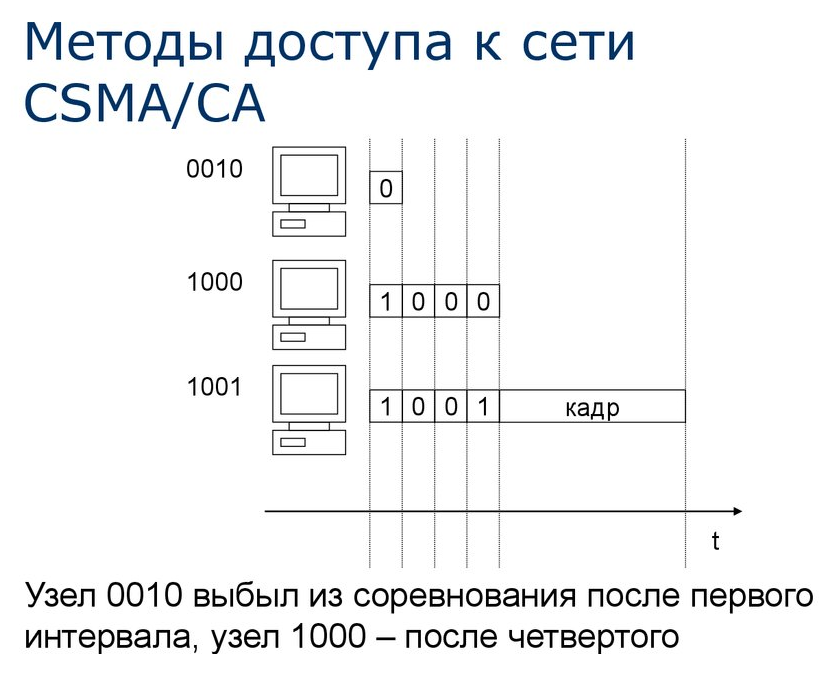 Методы доступа к сети
CSMA/CA
0010
0
1000
1 0 0 0
1001
1 0 0 1 кадр
t
Узел 0010 выбыл из соревнования после первого
интервала, узел 1000 – после четвертого